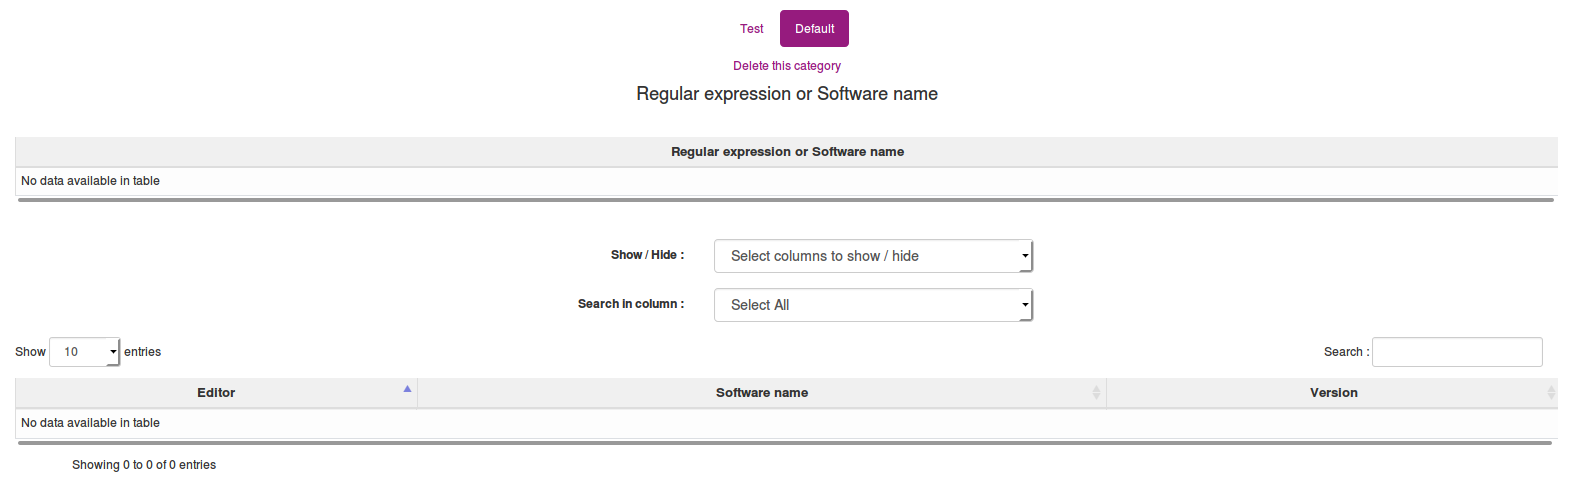 Test Default
Delete this category
Regular expression or Software name
Regular expression or Software name
No data available in table
Show / Hide : Select columns to show / hide
Search in column : Select All
Show 10 entries Search :
Editor Software name Version
No data available in table
Showing 0 to 0 of 0 entries